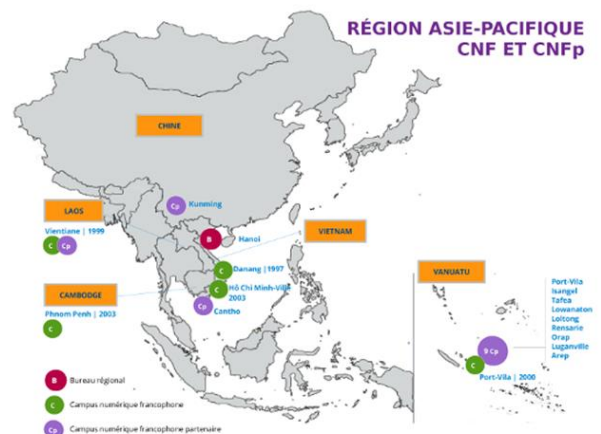 RÉGION ASIE-PACIFIQUE
CNF ET CNFp
CHINE
Cp
Kunming
LAOS
Vientiane | 1999
C
Cp
B
Hanoi
VIETNAM
C
Danang | 1997
C
Hô Chi Minh-Ville
2003
Cp
Cantho
CAMBODGE
Phnom Penh | 2003
C
VANUATU
Port-Vila
Isangel
Tafea
Lowanaton
Loltong
Rensarie
Orap
Luganville
Arep
9 Cp
C
Port-Vila | 2006
B
Bureau régional
C
Campus numérique francophone
Cp
Campus numérique francophone partenaire